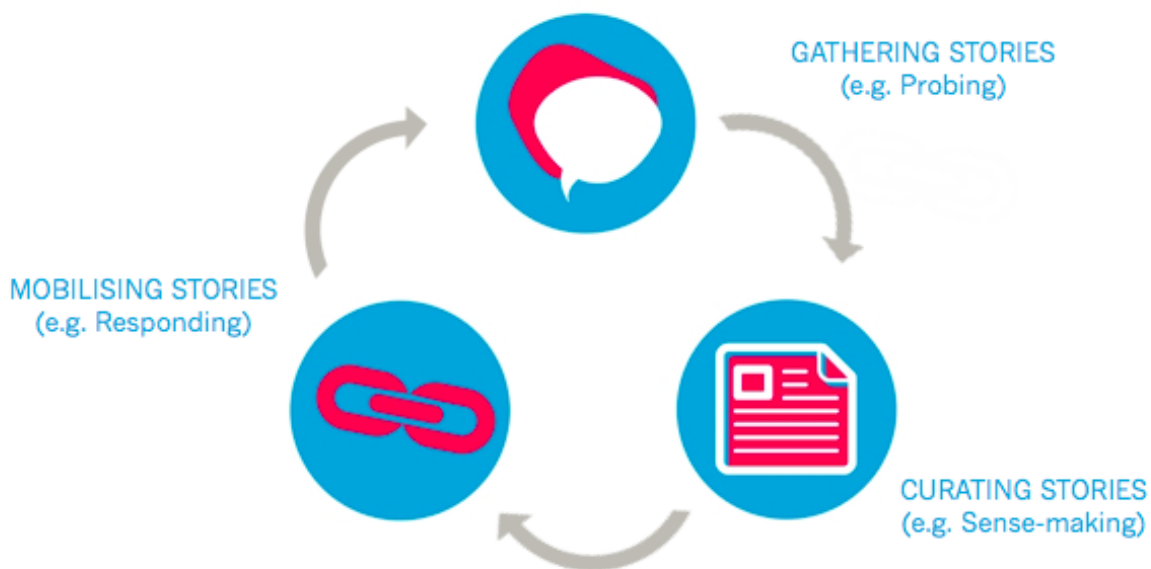 GATHERING STORIES
(e.g. Probing)
MOBILISING STORIES
(e.g. Responding)
CURATING STORIES
(e.g. Sense-making)